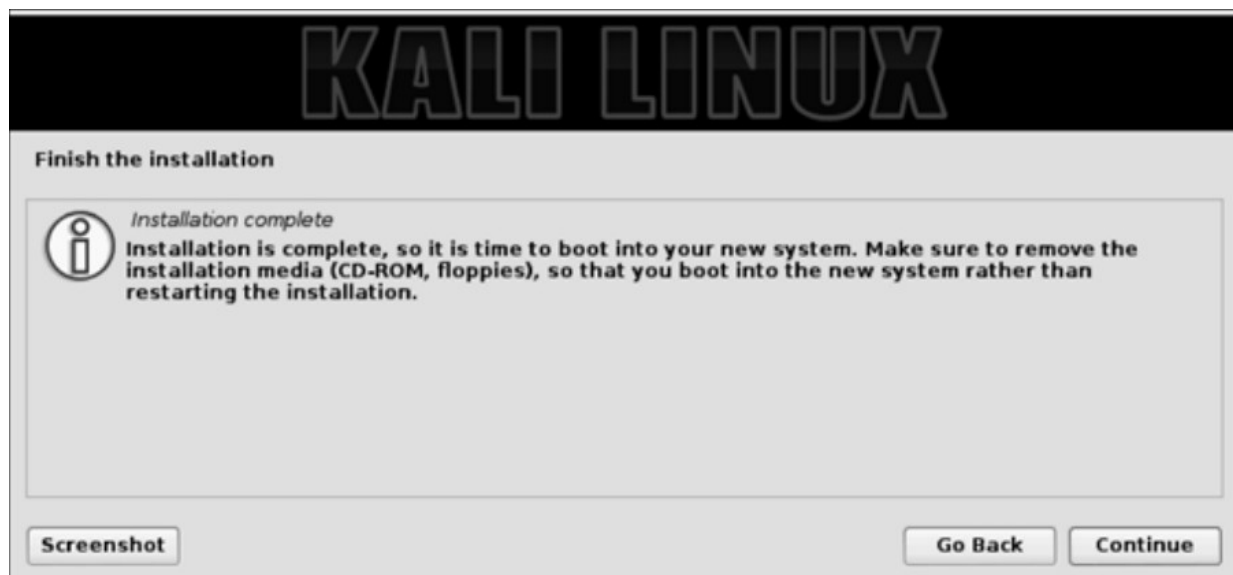 KALI LINUX
Finish the installation
Installation complete
Installation is complete, so it is time to boot into your new system. Make sure to remove the
installation media (CD-ROM, floppies), so that you boot into the new system rather than
restarting the installation.
Screenshot
Go Back
Continue